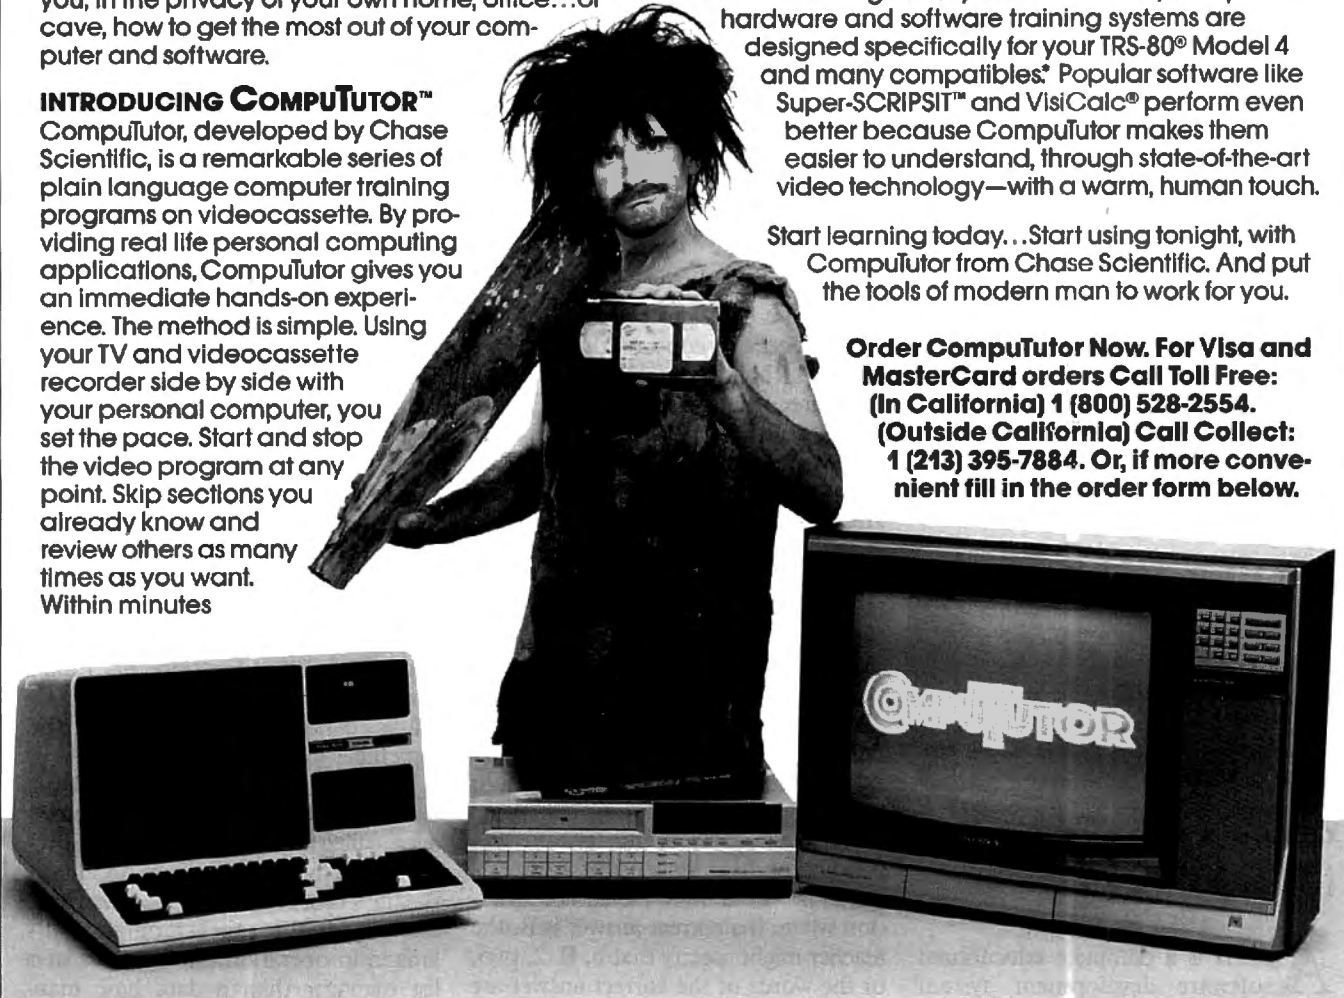 you, in the privacy of your own home, office...or
cave, how to get the most out of your com-
puter and software.
INTRODUCING COMPUTUTOR™
CompuTutor, developed by Chase
Scientific, is a remarkable series of
plain language computer training
programs on videocassette. By pro-
viding real life personal computing
applications, CompuTutor gives you
an immediate hands-on experi-
ence. The method is simple. Using
your TV and videocassette
recorder side by side with
your personal computer, you
set the pace. Start and stop
the video program at any
point. Skip sections you
already know and
review others as many
times as you want.
Within minutes
hardware and software training systems are
designed specifically for your TRS-80® Model 4
and many compatibles.* Popular software like
Super-SCRIPSIT™ and VisiCalc® perform even
better because CompuTutor makes them
easier to understand, through state-of-the-art
video technology—with a warm, human touch.
Start learning today...Start using tonight, with
CompuTutor from Chase Scientific. And put
the tools of modern man to work for you.
Order CompuTutor Now. For Visa and
MasterCard orders Call Toll Free:
(In California) 1 (800) 528-2554.
(Outside California) Call Collect:
1 (213) 395-7884. Or, if more conve-
nient fill in the order form below.
COMPUTUTOR